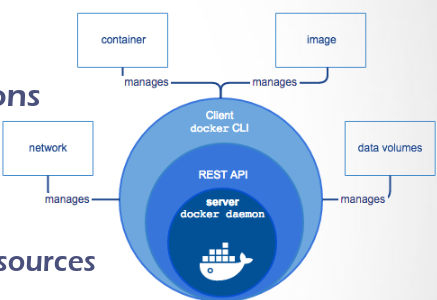 container
image
manages
manages
ons
Client
docker CLI
network
data volumes
REST API
manages
server
docker daemon
manages
sources